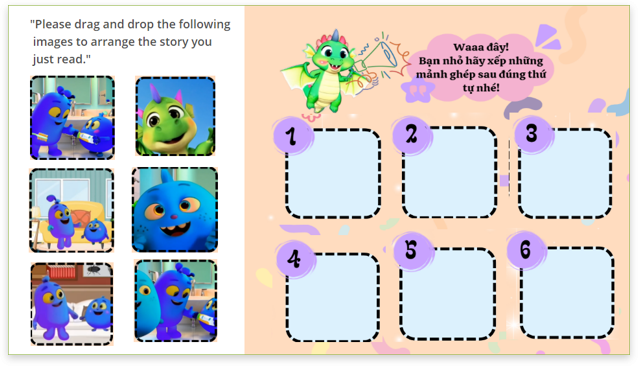 "Please drag and drop the following
images to arrange the story you
just read."
Waaa đây!
Bạn nhỏ hãy xếp những
mảnh ghép sau đúng thứ
tự nhé!
1
2
3
4
5
6